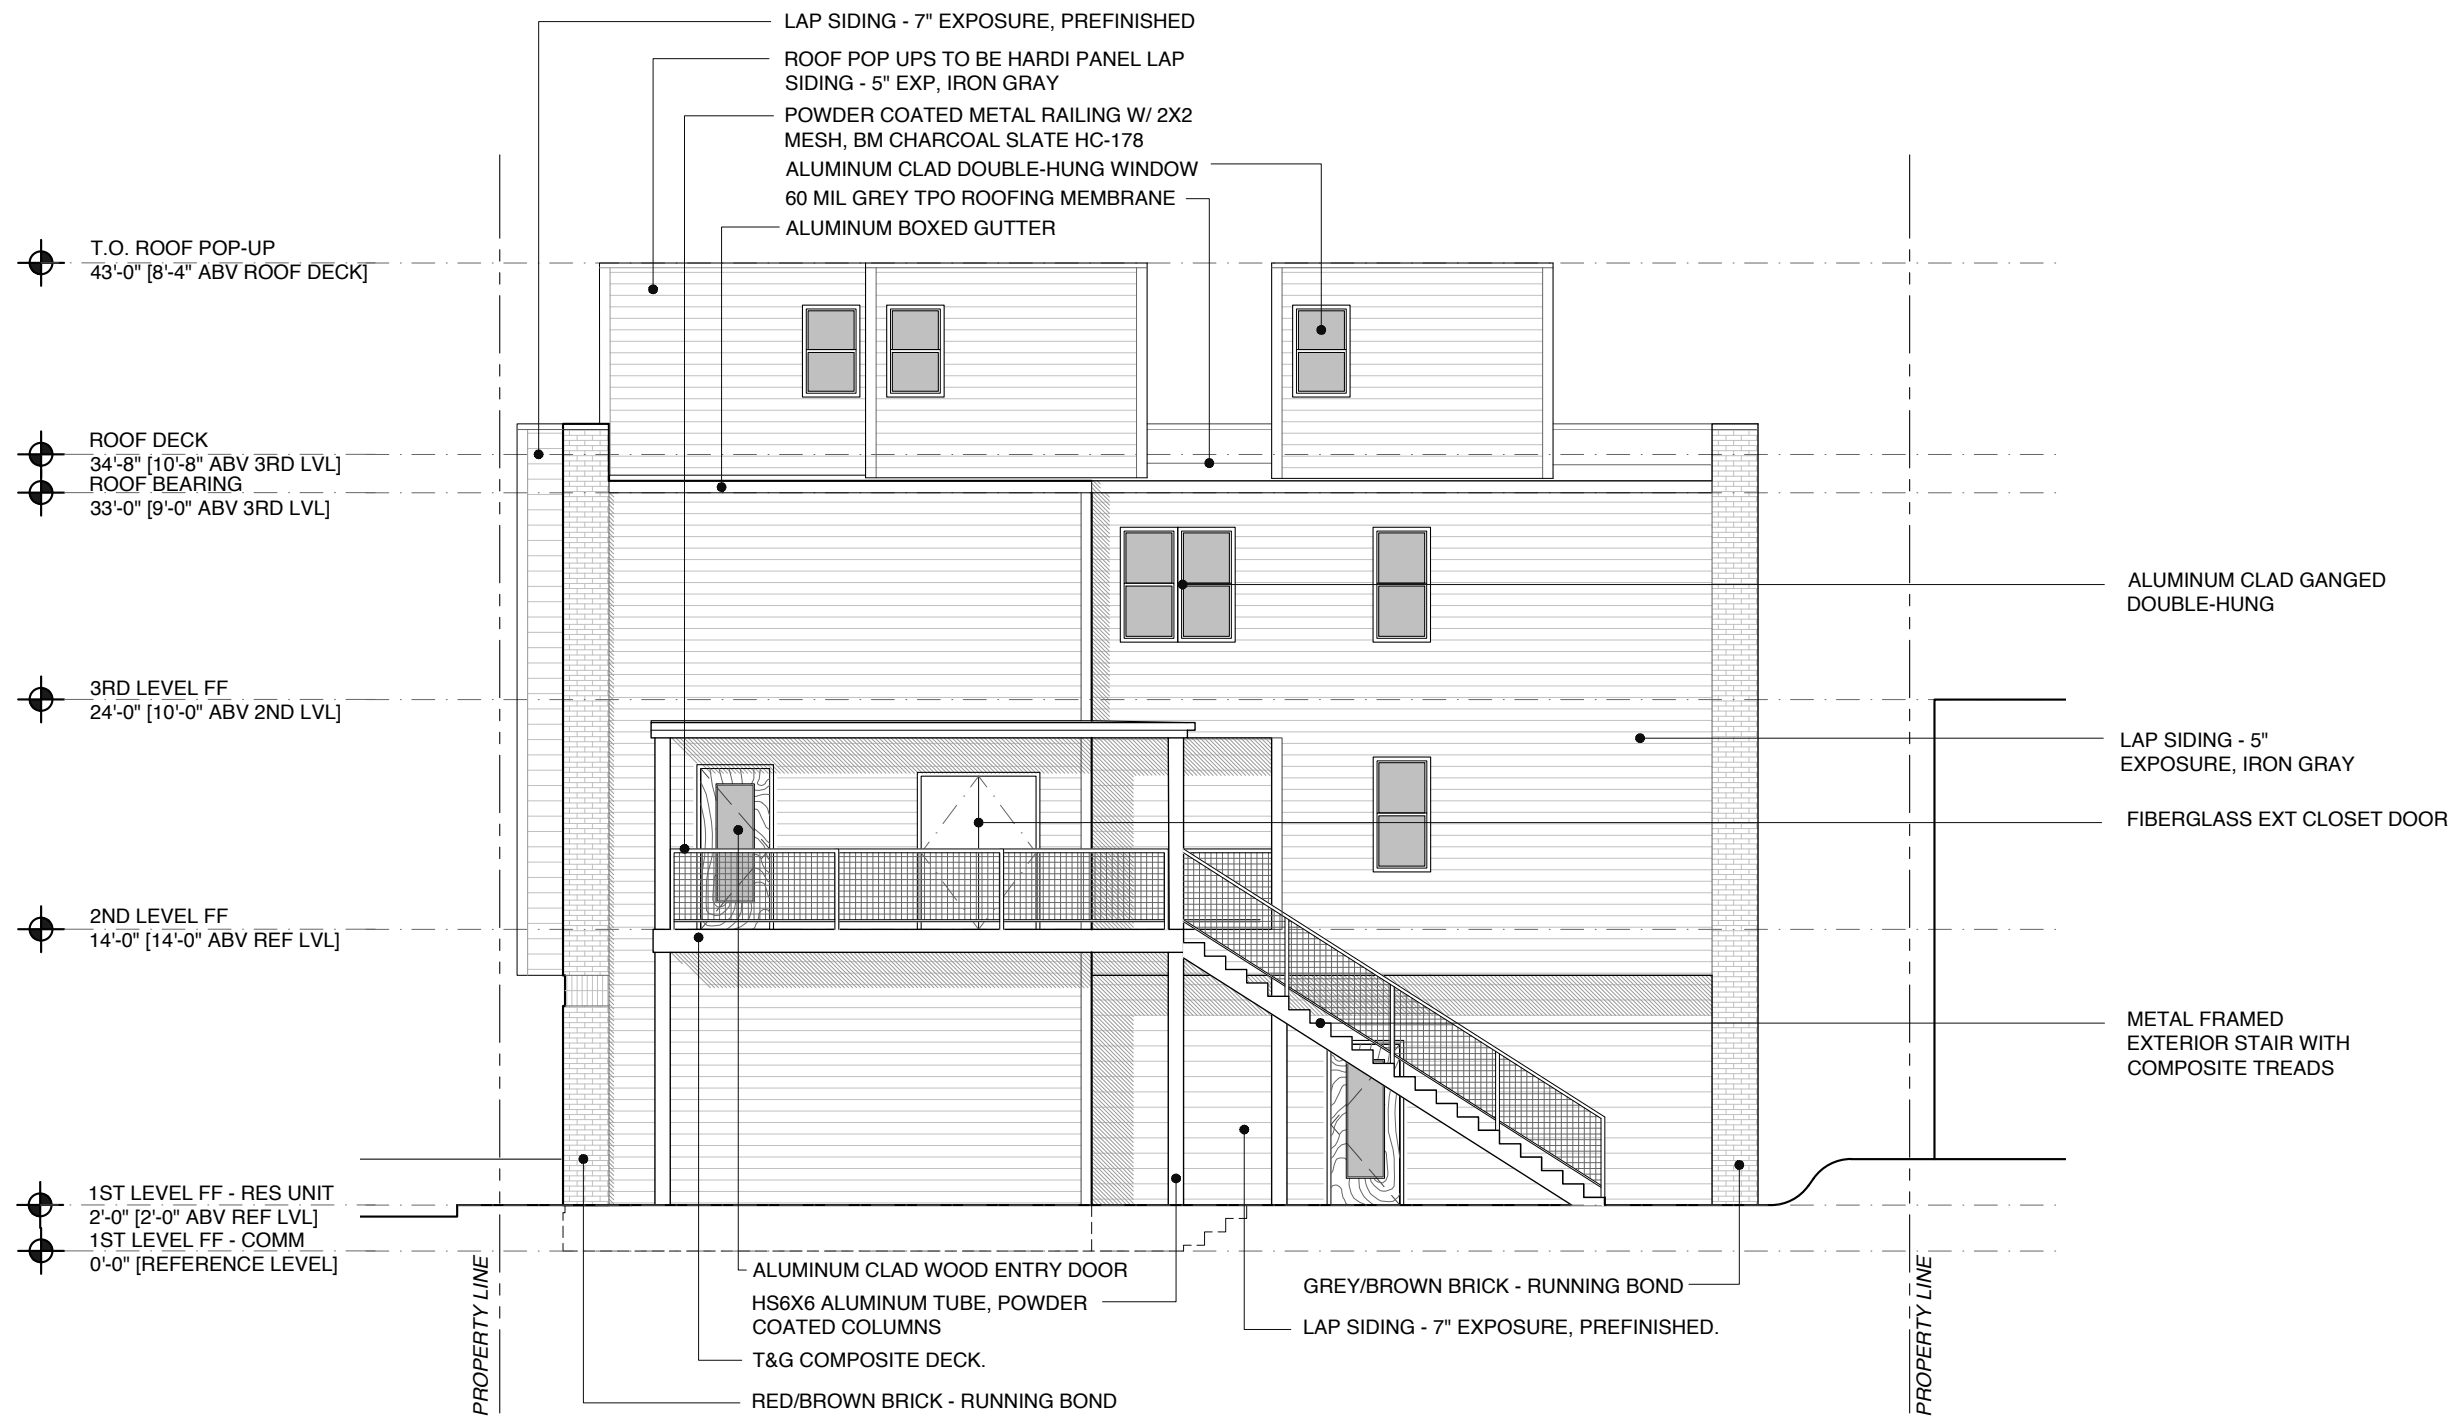 LAP SIDING - 7" EXPOSURE, PREFINISHED
ROOF POP UPS TO BE HARDI PANEL LAP
SIDING - 5" EXP, IRON GRAY
POWDER COATED METAL RAILING W/ 2X2
MESH, BM CHARCOAL SLATE HC-178
ALUMINUM CLAD DOUBLE-HUNG WINDOW
60 MIL GREY TPO ROOFING MEMBRANE
ALUMINUM BOXED GUTTER
T.O. ROOF POP-UP
43'-0" [8'-4" ABV ROOF DECK]
ROOF DECK
34'-8" [10'-8" ABV 3RD LVL]
ROOF BEARING
33'-0" [9'-0" ABV 3RD LVL]
3RD LEVEL FF
24'-0" [10'-0" ABV 2ND LVL]
2ND LEVEL FF
14'-0" [14'-0" ABV REF LVL]
1ST LEVEL FF - RES UNIT
2'-0" [2'-0" ABV REF LVL]
1ST LEVEL FF - COMM
0'-0" [REFERENCE LEVEL]
ALUMINUM CLAD GANGED
DOUBLE-HUNG
LAP SIDING - 5"
EXPOSURE, IRON GRAY
FIBERGLASS EXT CLOSET DOOR
METAL FRAMED
EXTERIOR STAIR WITH
COMPOSITE TREADS
PROPERTY LINE
ALUMINUM CLAD WOOD ENTRY DOOR
HS6X6 ALUMINUM TUBE, POWDER
COATED COLUMNS
T&G COMPOSITE DECK.
RED/BROWN BRICK - RUNNING BOND
GREY/BROWN BRICK - RUNNING BOND
LAP SIDING - 7" EXPOSURE, PREFINISHED.
PROPERTY LINE